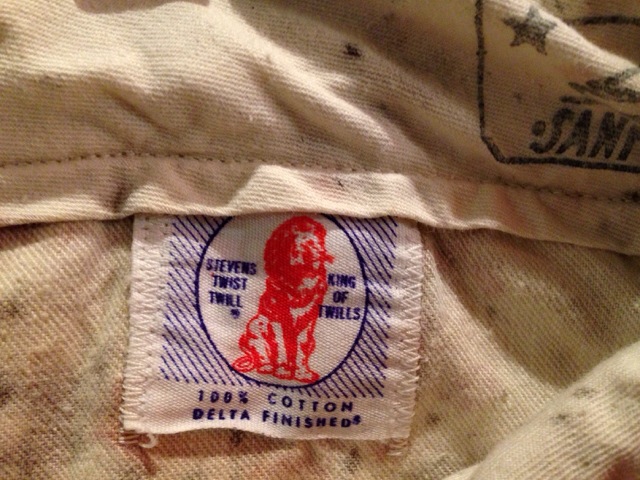 STEVENS
TWIST
TWILL
®
KING
OF
TWILLS
100% COTTON
DELTA FINISHED®